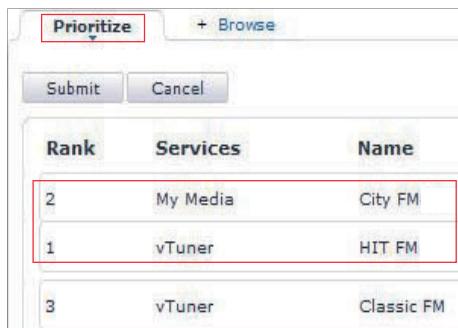 Prioritize + Browse
Submit Cancel
Rank Services Name
2 My Media City FM
1 vTuner HIT FM
3 vTuner Classic FM